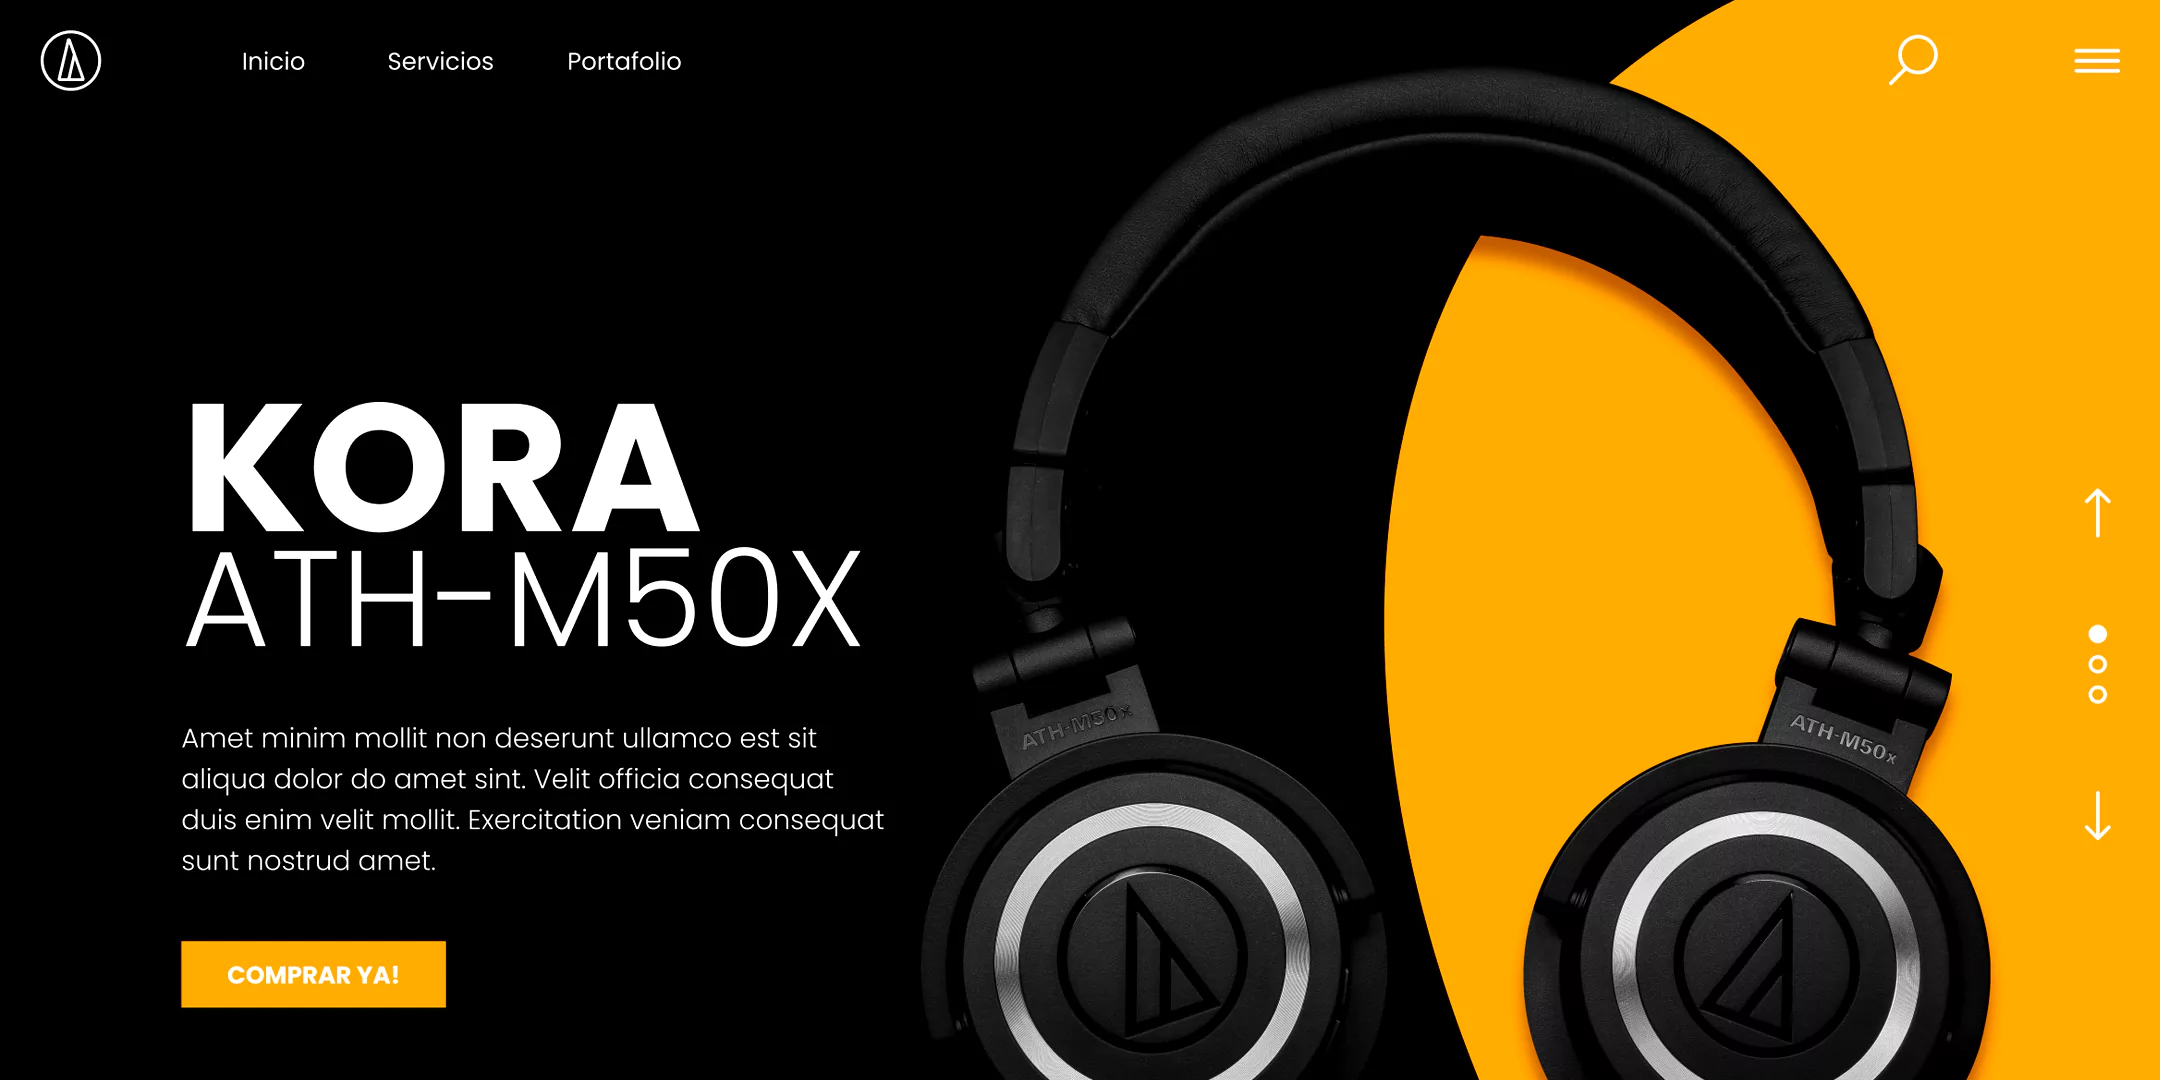 Inicio Servicios Portafolio
KORA
ATH-M50X
Amet minim mollit non deserunt ullamco est sit
aliqua dolor do amet sint. Velit officia consequat
duis enim velit mollit. Exercitation veniam consequat
sunt nostrud amet.
COMPRAR YA!
ATH-M50x
ATH-M50x